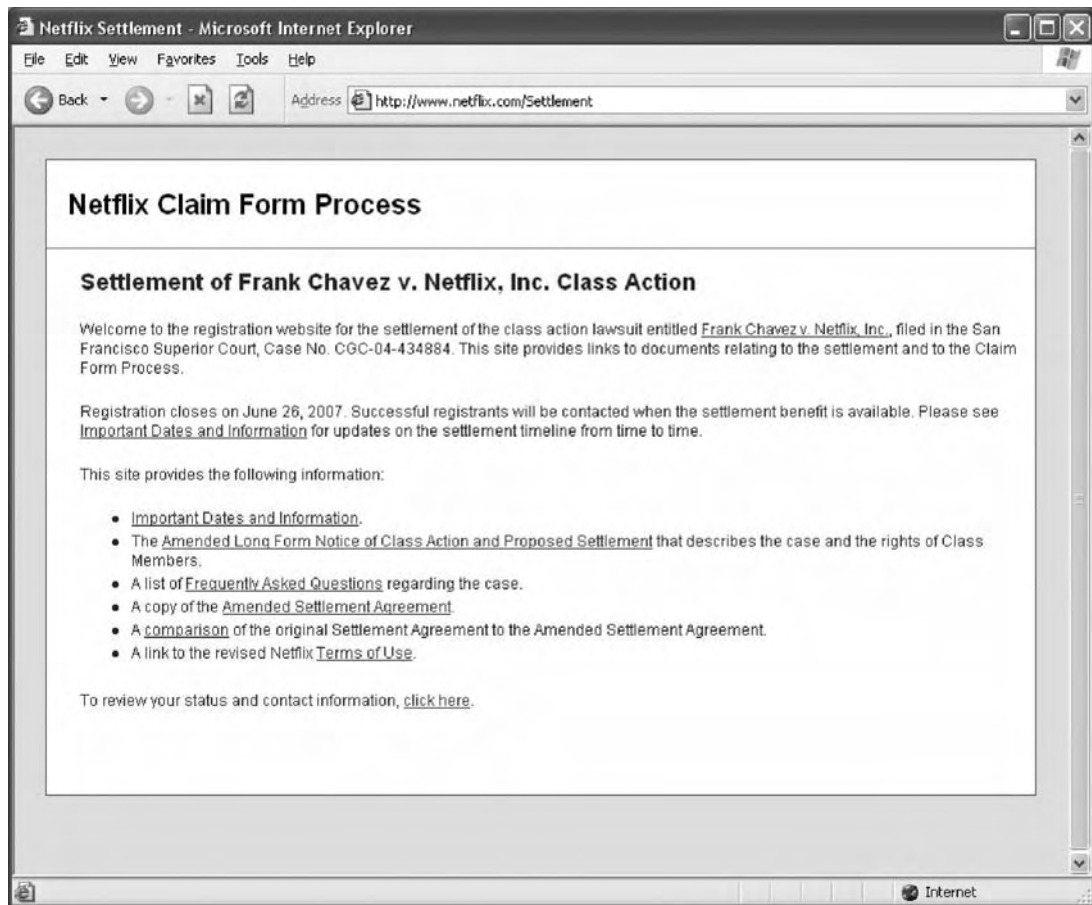 Netflix Settlement - Microsoft Internet Explorer
File Edit View Favorites Tools Help
Back Address http://www.netflix.com/Settlement
Netflix Claim Form Process
Settlement of Frank Chavez v. Netflix, Inc. Class Action
Welcome to the registration website for the settlement of the class action lawsuit entitled Frank Chavez v. Netflix, Inc., filed in the San
Francisco Superior Court, Case No. CGC-04-434884. This site provides links to documents relating to the settlement and to the Claim
Form Process.
Registration closes on June 26, 2007. Successful registrants will be contacted when the settlement benefit is available. Please see
Important Dates and Information for updates on the settlement timeline from time to time.
This site provides the following information:
• Important Dates and Information.
• The Amended Long Form Notice of Class Action and Proposed Settlement that describes the case and the rights of Class
Members.
• A list of Frequently Asked Questions regarding the case.
• A copy of the Amended Settlement Agreement.
• A comparison of the original Settlement Agreement to the Amended Settlement Agreement.
• A link to the revised Netflix Terms of Use.
To review your status and contact information, click here.
Internet